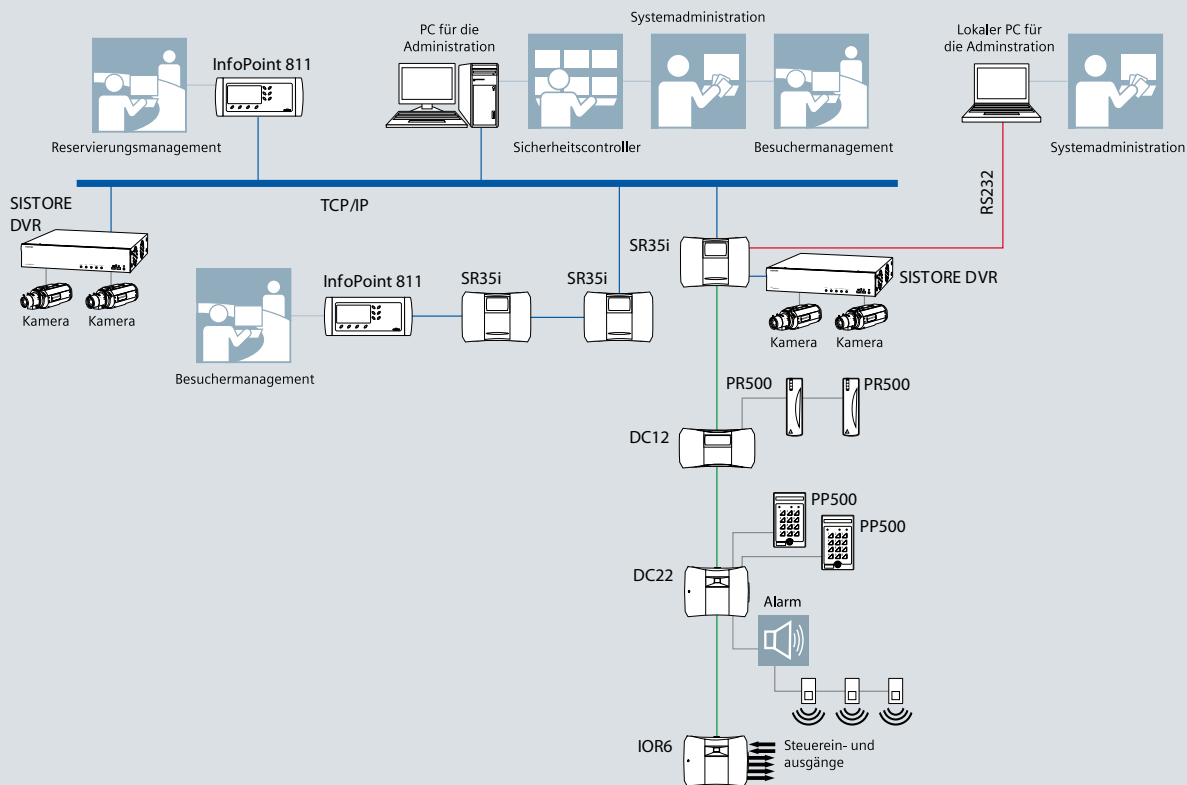 Systemadministration
PC für die
Administration
Lokaler PC für
die Adminstration
InfoPoint 811
Reservierungsmanagement
Sicherheitscontroller
Besuchermanagement
Systemadministration
SISTORE
DVR
TCP/IP
RS232
Kamera
Kamera
InfoPoint 811
SR35i
SR35i
SR35i
SISTORE DVR
Kamera
Kamera
Besuchermanagement
PR500
PR500
DC12
PP500
PP500
DC22
Alarm
IOR6
Steuerein- und
ausgänge